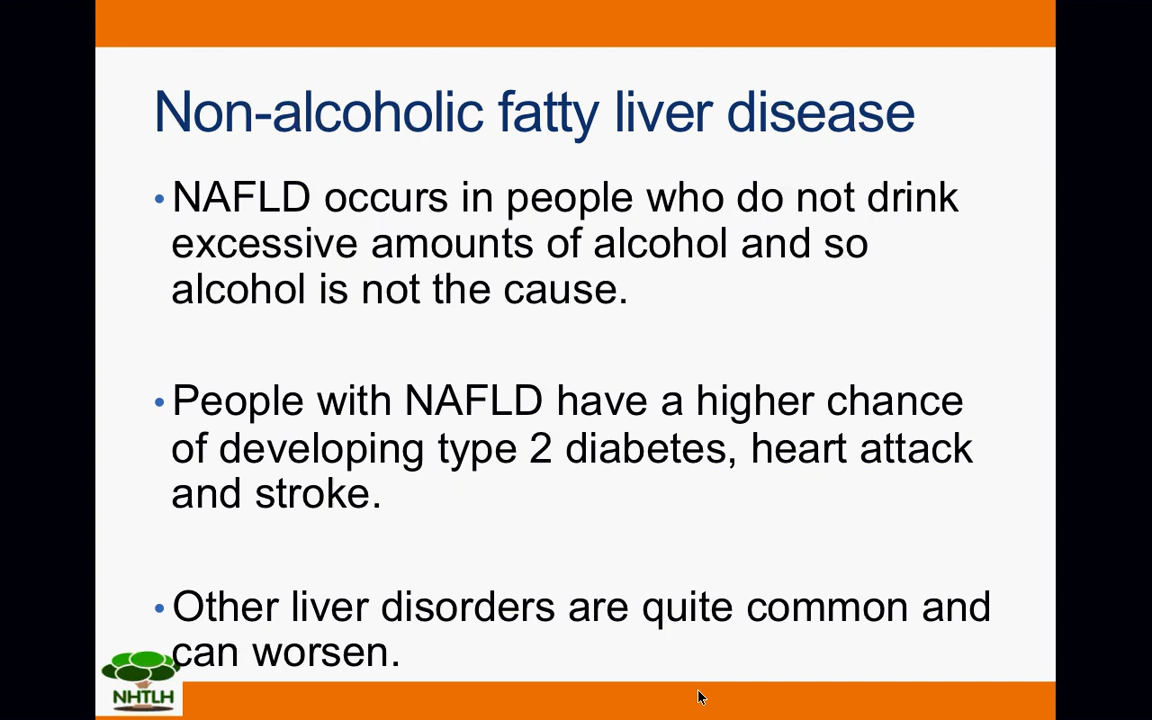 Non-alcoholic fatty liver disease
• NAFLD occurs in people who do not drink
excessive amounts of alcohol and so
alcohol is not the cause.
• People with NAFLD have a higher chance
of developing type 2 diabetes, heart attack
and stroke.
• Other liver disorders are quite common and
can worsen.
NHTLH